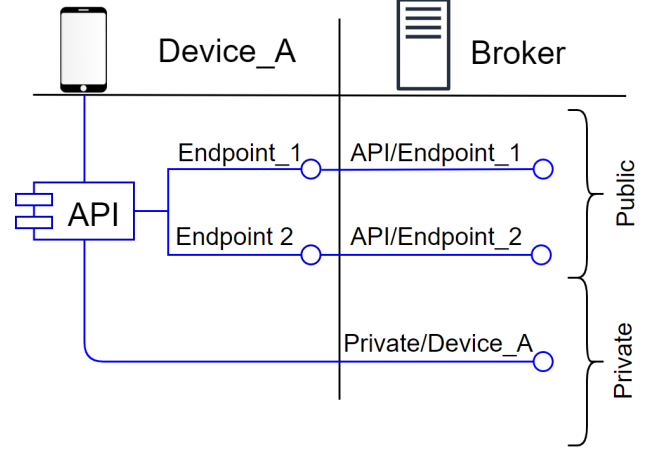 Device_A
Broker
Endpoint_1
API/Endpoint_1
API
Endpoint 2
API/Endpoint_2
Public
Private/Device_A
Private